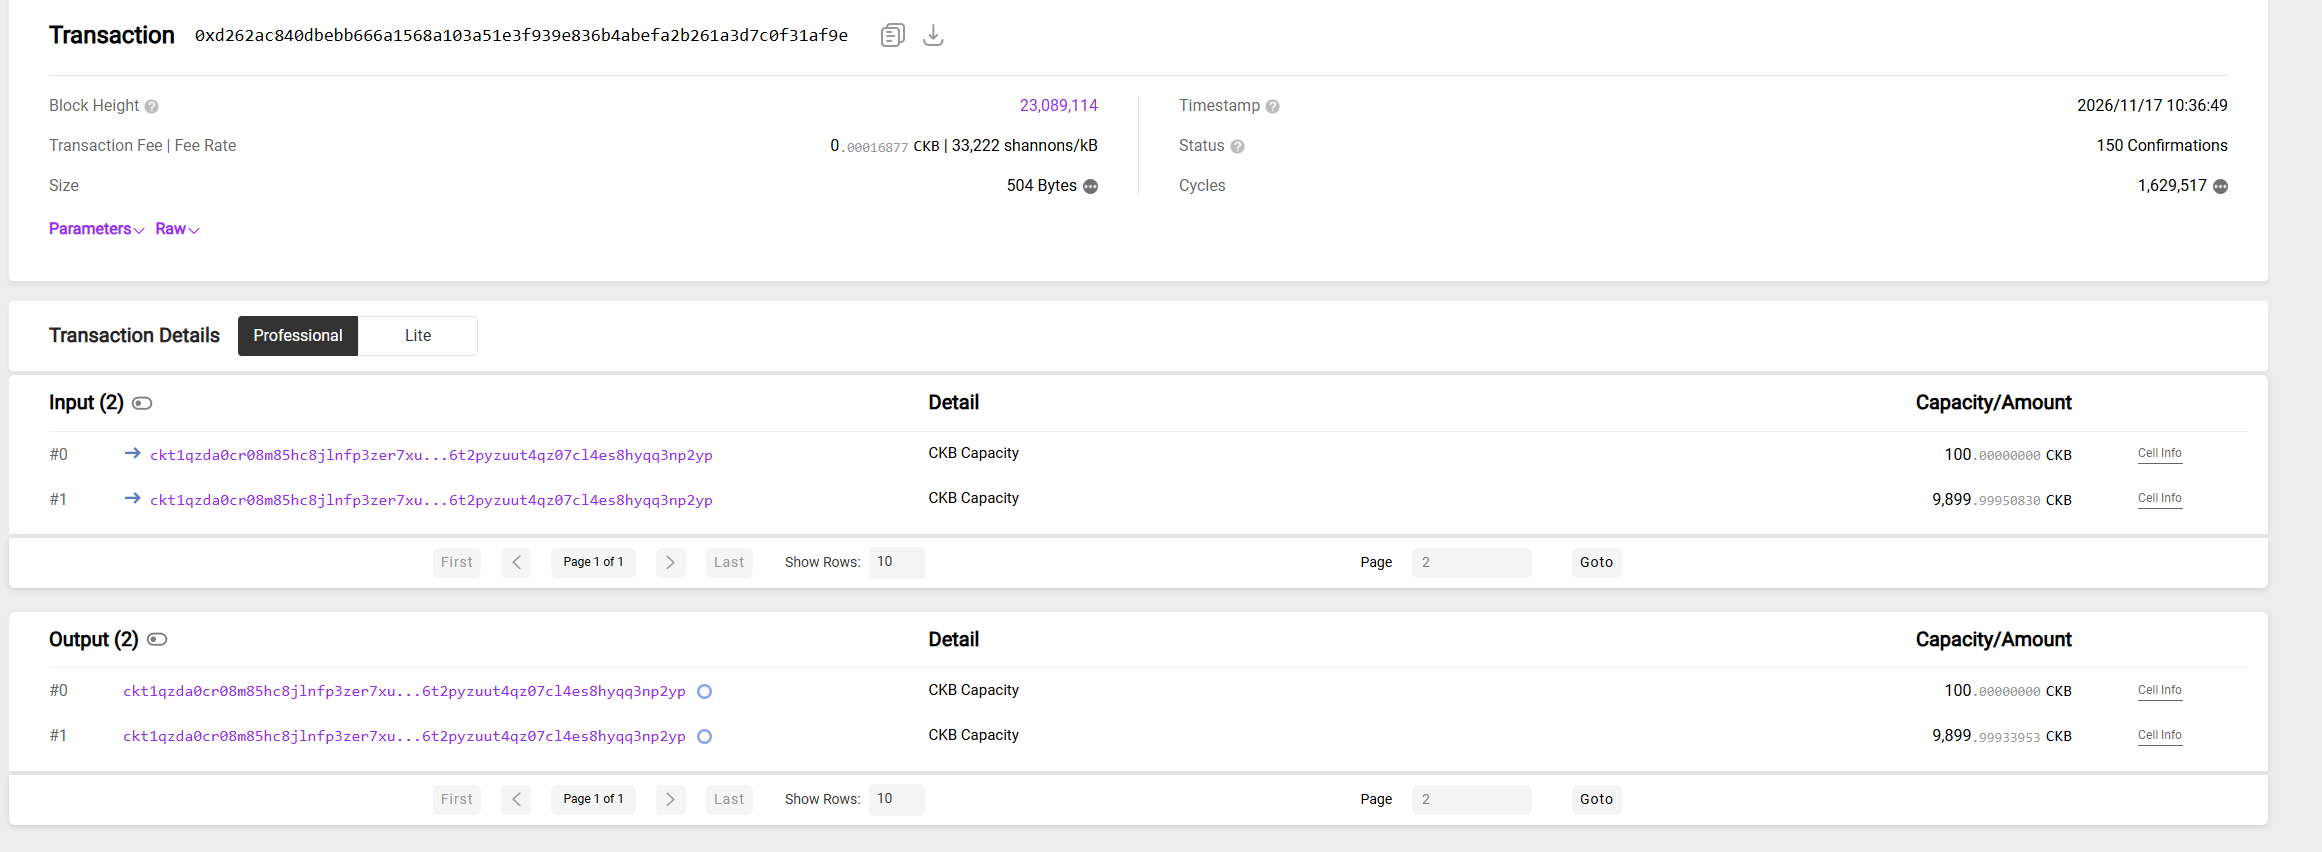 Transaction 0xd262ac840dbebb666a1568a103a51e3f939e836b4abefa2b261a3d7c0f31af9e
Block Height ? 23,089,114 Timestamp ? 2026/11/17 10:36:49
Transaction Fee | Fee Rate 0.00016877 CKB | 33,222 shannons/kB Status ? 150 Confirmations
Size 504 Bytes Cycles 1,629,517
Parameters Raw
Transaction Details Professional Lite
Input (2) Detail Capacity/Amount
#0 ckt1qzda0cr08m85hc8jlnfp3zer7xu...6t2pyzuut4qz07cl4es8hyqq3np2yp CKB Capacity 100.00000000 CKB Cell Info
#1 ckt1qzda0cr08m85hc8jlnfp3zer7xu...6t2pyzuut4qz07cl4es8hyqq3np2yp CKB Capacity 9,899.99950830 CKB Cell Info
First Page 1 of 1 Last Show Rows: 10 Page 2 Goto
Output (2) Detail Capacity/Amount
#0 ckt1qzda0cr08m85hc8jlnfp3zer7xu...6t2pyzuut4qz07cl4es8hyqq3np2yp CKB Capacity 100.00000000 CKB Cell Info
#1 ckt1qzda0cr08m85hc8jlnfp3zer7xu...6t2pyzuut4qz07cl4es8hyqq3np2yp CKB Capacity 9,899.99933953 CKB Cell Info
First Page 1 of 1 Last Show Rows: 10 Page 2 Goto